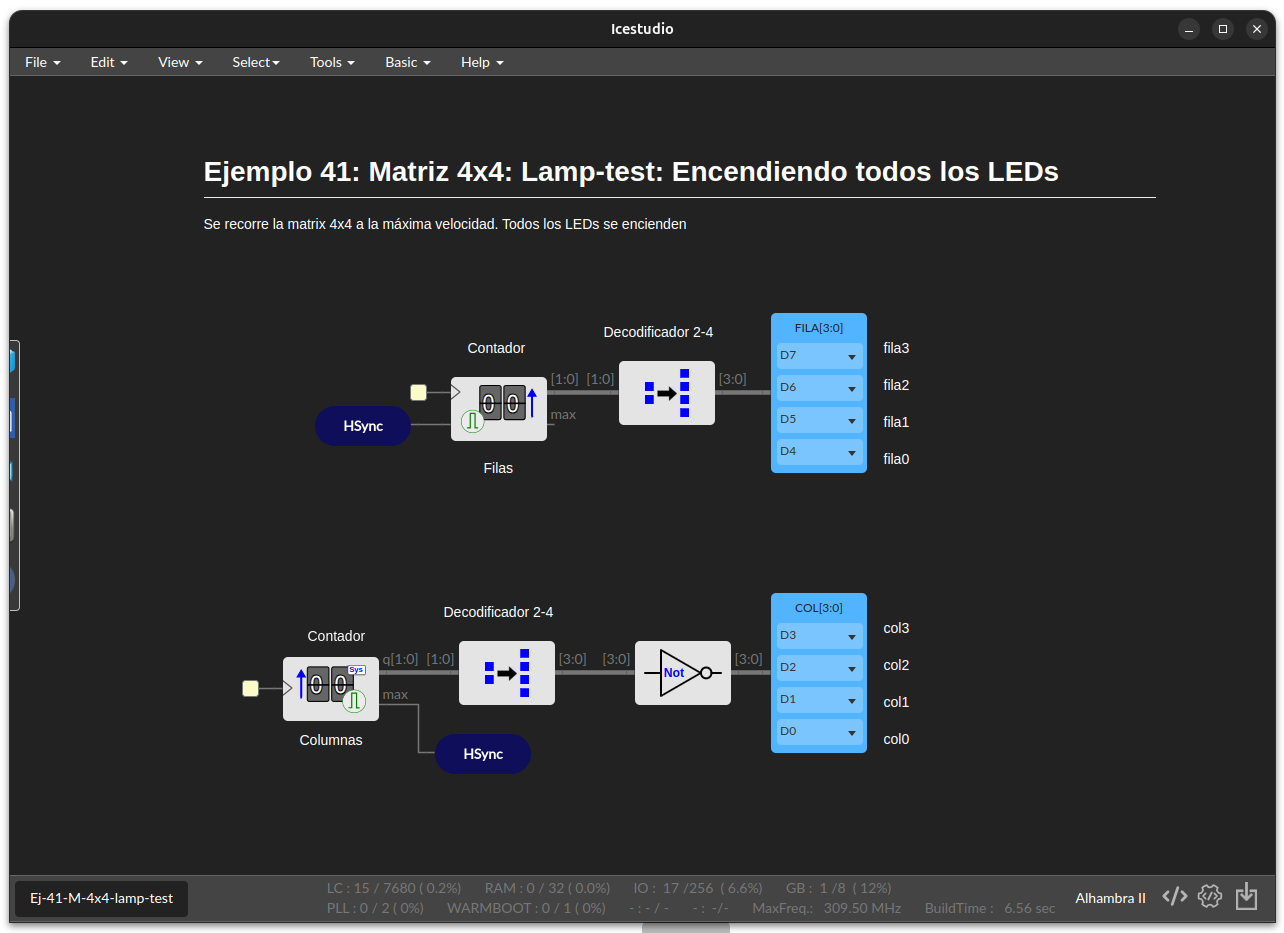 Icestudio
File Edit View Select Tools Basic Help
Ejemplo 41: Matriz 4x4: Lamp-test: Encendiendo todos los LEDs
Se recorre la matrix 4x4 a la máxima velocidad. Todos los LEDs se encienden
Decodificador 2-4
Contador
FILA[3:0]
D7
D6
D5
D4
fila3
fila2
fila1
fila0
[1:0] [1:0]
[3:0]
0 0
max
HSync
Filas
Decodificador 2-4
Contador
COL[3:0]
D3
D2
D1
D0
col3
col2
col1
col0
q[1:0] [1:0]
[3:0] [3:0]
[3:0]
Sys
0 0
Not
max
Columnas
HSync
Ej-41-M-4x4-lamp-test
LC : 15 / 7680 ( 0.2%) RAM : 0 / 32 ( 0.0%) IO : 17 /256 ( 6.6%) GB : 1 /8 ( 12%)
PLL : 0 / 2 ( 0%) WARMBOOT : 0 / 1 ( 0%) - : - / - - : -/- MaxFreq.: 309.50 MHz BuildTime : 6.56 sec
Alhambra II